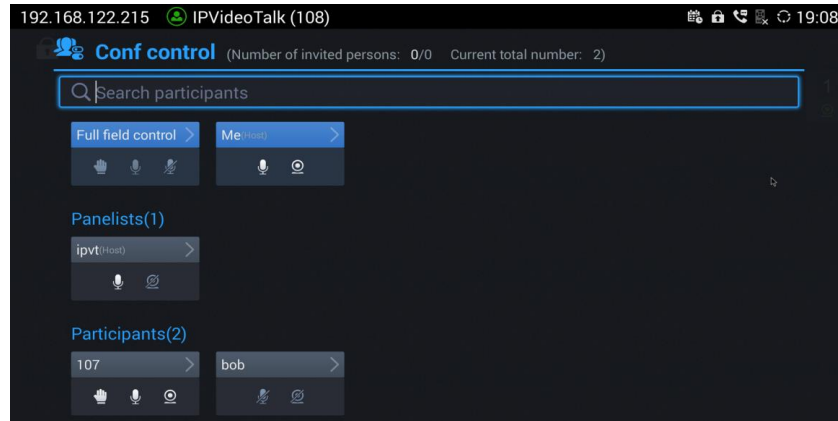 192.168.122.215 IPVideoTalk (108) 19:08
Conf control (Number of invited persons: 0/0 Current total number: 2)
Search participants
Full field control Me(Host)
Panelists(1)
ipvt(Host)
Participants(2)
107 bob